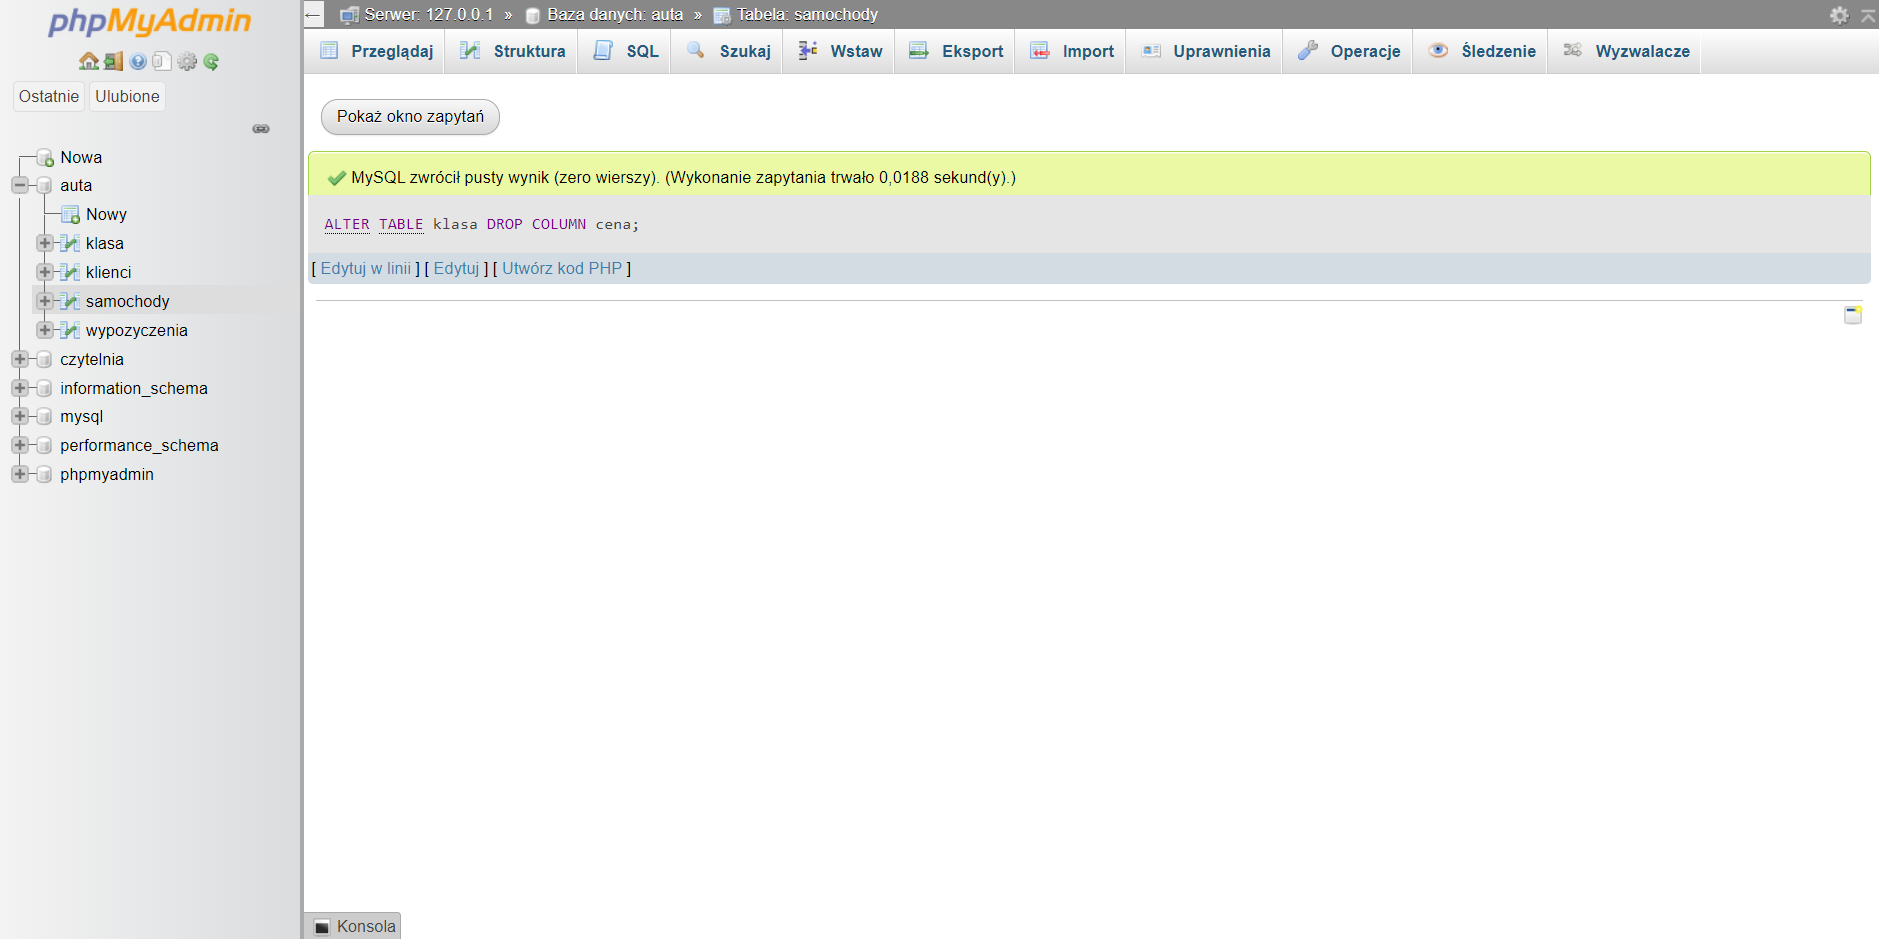 phpMyAdmin
Ostatnie Ulubione
Nowa
auta
Nowy
klasa
klienci
samochody
wypozyczenia
czytelnia
information_schema
mysql
performance_schema
phpmyadmin
← Serwer: 127.0.0.1 » Baza danych: auta » Tabela: samochody
Przeglądaj Struktura SQL Szukaj Wstaw Eksport Import Uprawnienia Operacje Śledzenie Wyzwalacze
Pokaż okno zapytań
MySQL zwrócił pusty wynik (zero wierszy). (Wykonanie zapytania trwało 0,0188 sekund(y).)
ALTER TABLE klasa DROP COLUMN cena;
[ Edytuj w linii ] [ Edytuj ] [ Utwórz kod PHP ]
Konsola